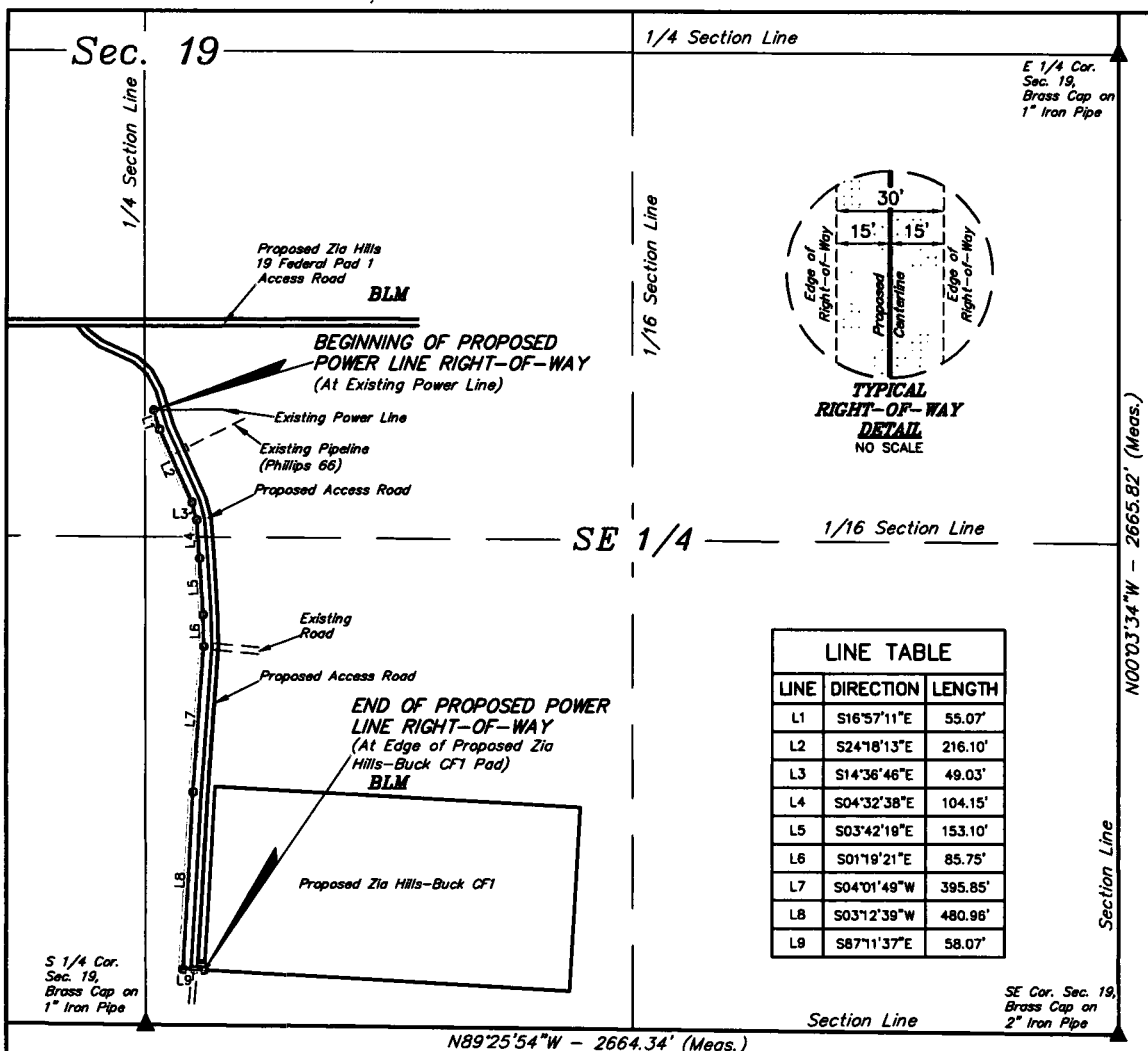 Sec. 19
1/4 Section Line
1/4 Section Line
E 1/4 Cor.
Sec. 19,
Brass Cap on
1" Iron Pipe
30'
15' 15'
Edge of
Right-of-Way
Proposed
Centerline
Edge of
Right-of-Way
TYPICAL
RIGHT-OF-WAY
DETAIL
NO SCALE
1/16 Section Line
Proposed Zia Hills
19 Federal Pad 1
Access Road
BLM
BEGINNING OF PROPOSED
POWER LINE RIGHT-OF-WAY
(At Existing Power Line)
Existing Power Line
Existing Pipeline
(Phillips 66)
Proposed Access Road
L1
L2
L3
L4
L5
L6
L7
L8
L9
SE 1/4
1/16 Section Line
N00°03'34"W - 2665.82' (Meas.)
Existing
Road
Proposed Access Road
END OF PROPOSED POWER
LINE RIGHT-OF-WAY
(At Edge of Proposed Zia
Hills-Buck CF1 Pad)
BLM
Proposed Zia Hills-Buck CF1
LINE TABLE
LINE DIRECTION LENGTH
L1 S16°57'11"E 55.07'
L2 S24°18'13"E 216.10'
L3 S14°36'46"E 49.03'
L4 S04°32'38"E 104.15'
L5 S03°42'19"E 153.10'
L6 S01°19'21"E 85.75'
L7 S04°01'49"W 395.85'
L8 S03°12'39"W 480.96'
L9 S87°11'37"E 58.07'
Section Line
S 1/4 Cor.
Sec. 19,
Brass Cap on
1" Iron Pipe
SE Cor. Sec. 19,
Brass Cap on
2" Iron Pipe
Section Line
N89°25'54"W - 2664.34' (Meas.)